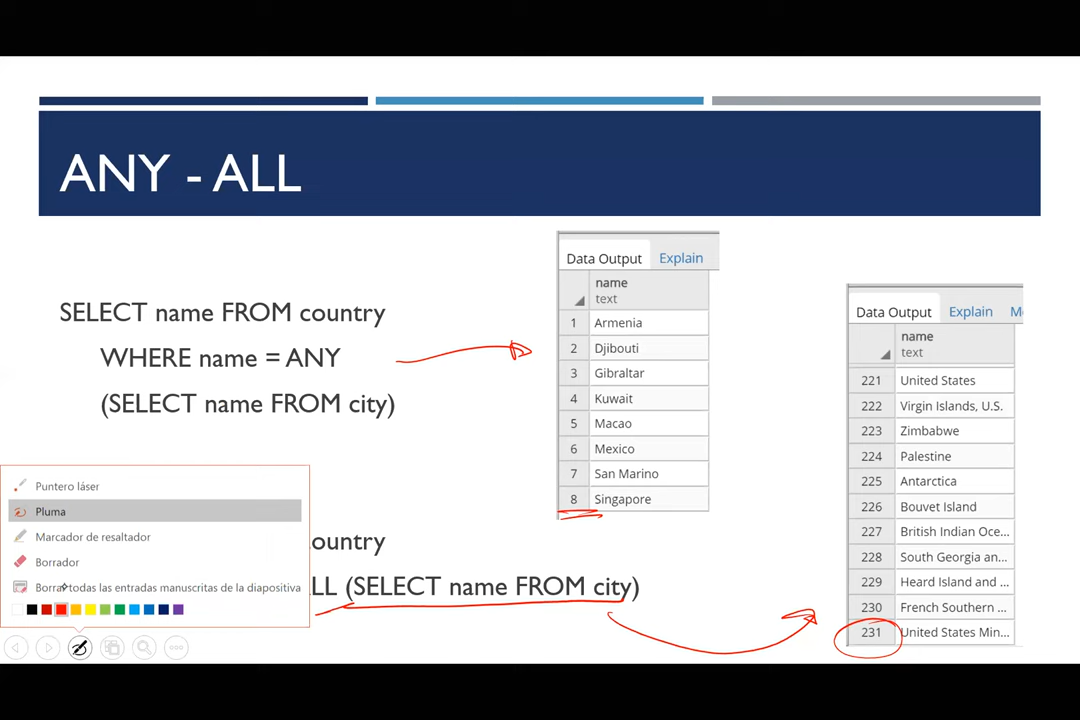 ANY - ALL
SELECT name FROM country
WHERE name = ANY
(SELECT name FROM city)
Data Output Explain
name
text
1 Armenia
2 Djibouti
3 Gibraltar
4 Kuwait
5 Macao
6 Mexico
7 San Marino
8 Singapore
Data Output Explain M
name
text
221 United States
222 Virgin Islands, U.S.
223 Zimbabwe
224 Palestine
225 Antarctica
226 Bouvet Island
227 British Indian Oce...
228 South Georgia an...
229 Heard Island and ...
230 French Southern ...
231 United States Min...
ountry
LL (SELECT name FROM city)
Puntero láser
Pluma
Marcador de resaltador
Borrador
Borrar todas las entradas manuscritas de la diapositiva